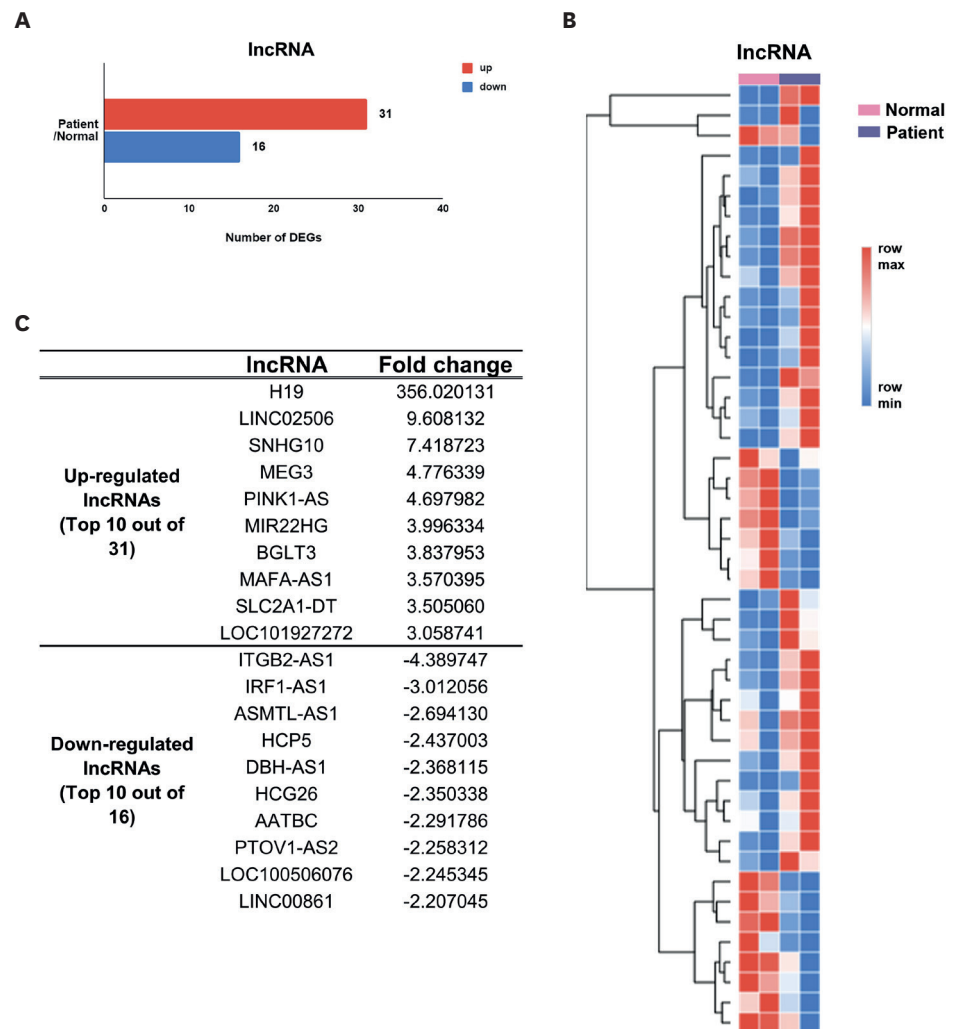 A
lncRNA
up
down
Patient
/Normal
31
16
0 10 20 30 40
Number of DEGs
B
lncRNA
Normal
Patient
row
max
row
min
C
lncRNA Fold change
Up-regulated
lncRNAs
(Top 10 out of
31)
H19 356.020131
LINC02506 9.608132
SNHG10 7.418723
MEG3 4.776339
PINK1-AS 4.697982
MIR22HG 3.996334
BGLT3 3.837953
MAFA-AS1 3.570395
SLC2A1-DT 3.505060
LOC101927272 3.058741
Down-regulated
lncRNAs
(Top 10 out of
16)
ITGB2-AS1 -4.389747
IRF1-AS1 -3.012056
ASMTL-AS1 -2.694130
HCP5 -2.437003
DBH-AS1 -2.368115
HCG26 -2.350338
AATBC -2.291786
PTOV1-AS2 -2.258312
LOC100506076 -2.245345
LINC00861 -2.207045